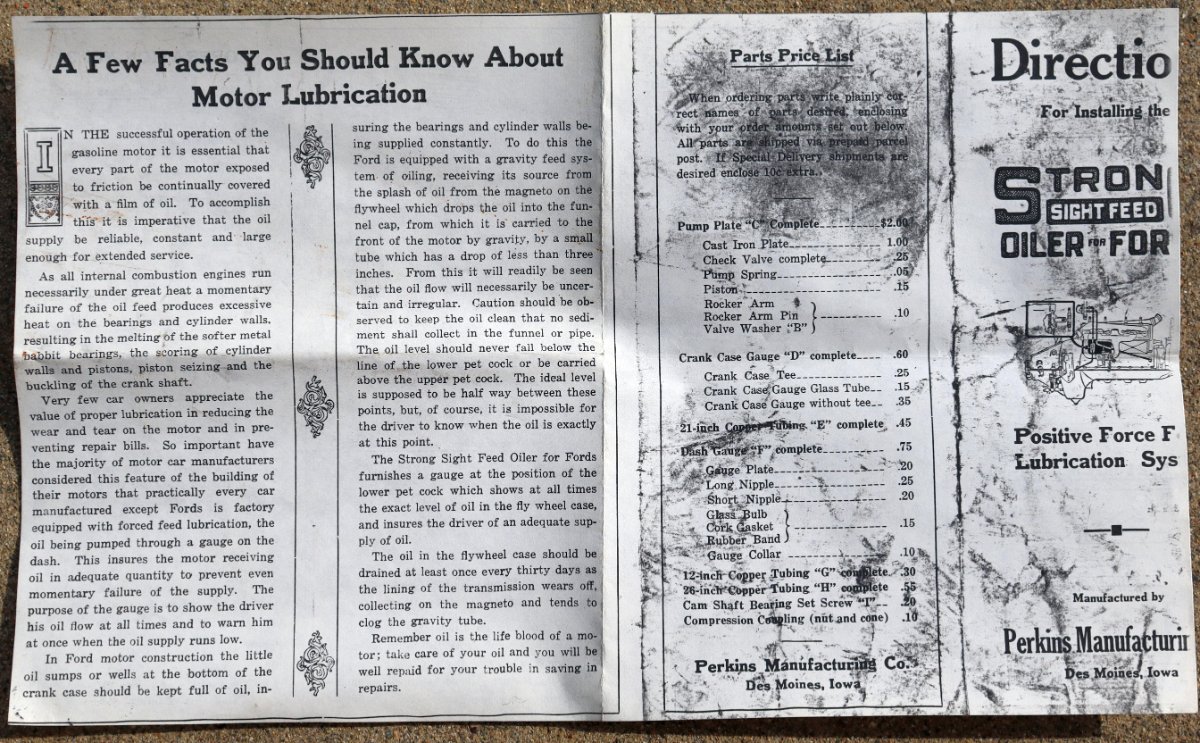 A Few Facts You Should Know About
Motor Lubrication
IN THE successful operation of the
gasoline motor it is essential that
every part of the motor exposed
to friction be continually covered
with a film of oil. To accomplish
this it is imperative that the oil
supply be reliable, constant and large
enough for extended service.
As all internal combustion engines run
necessarily under great heat a momentary
failure of the oil feed produces excessive
heat on the bearings and cylinder walls,
resulting in the melting of the softer metal
babbit bearings, the scoring of cylinder
walls and pistons, piston seizing and the
buckling of the crank shaft.
Very few car owners appreciate the
value of proper lubrication in reducing the
wear and tear on the motor and in pre-
venting repair bills. So important have
the majority of motor car manufacturers
considered this feature of the building of
their motors that practically every car
manufactured except Fords is factory
equipped with forced feed lubrication, the
oil being pumped through a gauge on the
dash. This insures the motor receiving
oil in adequate quantity to prevent even
momentary failure of the supply. The
purpose of the gauge is to show the driver
his oil flow at all times and to warn him
at once when the oil supply runs low.
In Ford motor construction the little
oil sumps or wells at the bottom of the
crank case should be kept full of oil, in-
suring the bearings and cylinder walls be-
ing supplied constantly. To do this the
Ford is equipped with a gravity feed sys-
tem of oiling, receiving its source from
the splash of oil from the magneto on the
flywheel which drops the oil into the fun-
nel cap, from which it is carried to the
front of the motor by gravity, by a small
tube which has a drop of less than three
inches. From this it will readily be seen
that the oil flow will necessarily be uncer-
tain and irregular. Caution should be ob-
served to keep the oil clean that no sedi-
ment shall collect in the funnel or pipe.
The oil level should never fall below the
line of the lower pet cock or be carried
above the upper pet cock. The ideal level
is supposed to be half way between these
points, but, of course, it is impossible for
the driver to know when the oil is exactly
at this point.
The Strong Sight Feed Oiler for Fords
furnishes a gauge at the position of the
lower pet cock which shows at all times
the exact level of oil in the fly wheel case,
and insures the driver of an adequate sup-
ply of oil.
The oil in the flywheel case should be
drained at least once every thirty days as
the lining of the transmission wears off,
collecting on the magneto and tends to
clog the gravity tube.
Remember oil is the life blood of a mo-
tor; take care of your oil and you will be
well repaid for your trouble in saving in
repairs.
Parts Price List
When ordering parts write plainly cor-
rect names of parts desired, enclosing
with your order amounts set out below.
All parts are shipped via prepaid parcel
post. If Special Delivery shipments are
desired enclose 10c extra.
Pump Plate "C" Complete $2.00
Cast Iron Plate 1.00
Check Valve complete .25
Pump Spring .05
Piston .15
Rocker Arm
Rocker Arm Pin .10
Valve Washer "B"
Crank Case Gauge "D" complete .60
Crank Case Tee .25
Crank Case Gauge Glass Tube .15
Crank Case Gauge without tee .35
21-inch Copper Tubing "E" complete .45
Dash Gauge "F" complete .75
Gauge Plate .20
Long Nipple .25
Short Nipple .20
Glass Bulb
Cork Gasket .15
Rubber Band
Gauge Collar .10
12-inch Copper Tubing "G" complete .30
26-inch Copper Tubing "H" complete .55
Cam Shaft Bearing Set Screw "I" .20
Compression Coupling (nut and cone) .10
Perkins Manufacturing Co.
Des Moines, Iowa
Directio
For Installing the
STRON
SIGHT FEED
OILER FOR FOR
Positive Force F
Lubrication Sys
Manufactured by
Perkins Manufacturin
Des Moines, Iowa